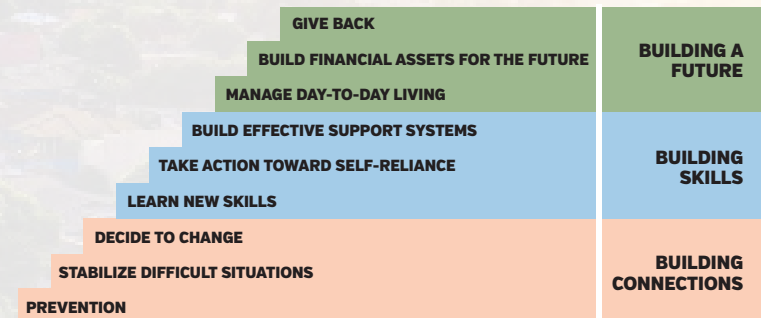 GIVE BACK
BUILD FINANCIAL ASSETS FOR THE FUTURE
MANAGE DAY-TO-DAY LIVING
BUILDING A
FUTURE
BUILD EFFECTIVE SUPPORT SYSTEMS
TAKE ACTION TOWARD SELF-RELIANCE
LEARN NEW SKILLS
BUILDING
SKILLS
DECIDE TO CHANGE
STABILIZE DIFFICULT SITUATIONS
PREVENTION
BUILDING
CONNECTIONS